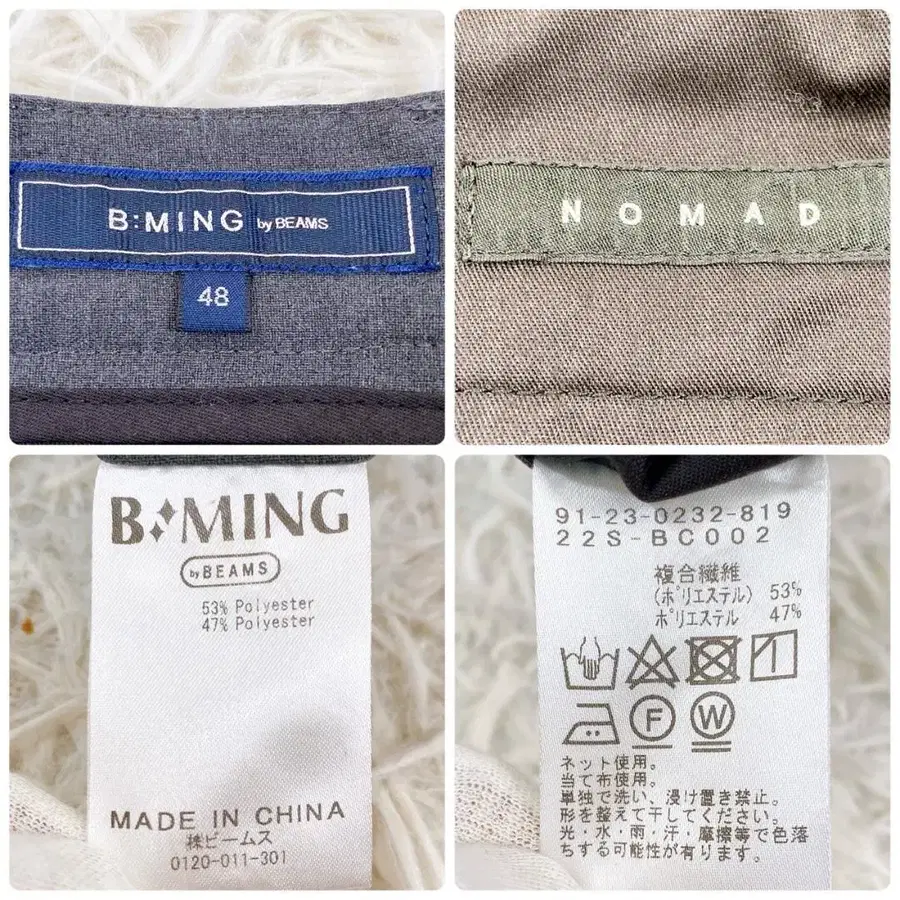 B:MING by BEAMS
48
NOMAD
B:MING
by BEAMS
53% Polyester
47% Polyester
MADE IN CHINA
㈱ビームス
0120-011-301
91-23-0232-819
22S-BC002
複合繊維
(ポリエステル) 53%
ポリエステル 47%
F W
ネット使用。
当て布使用。
単独で洗い、浸け置き禁止。
形を整えて干してください。
光・水・雨・汗・摩擦等で色落
ちする可能性が有ります。